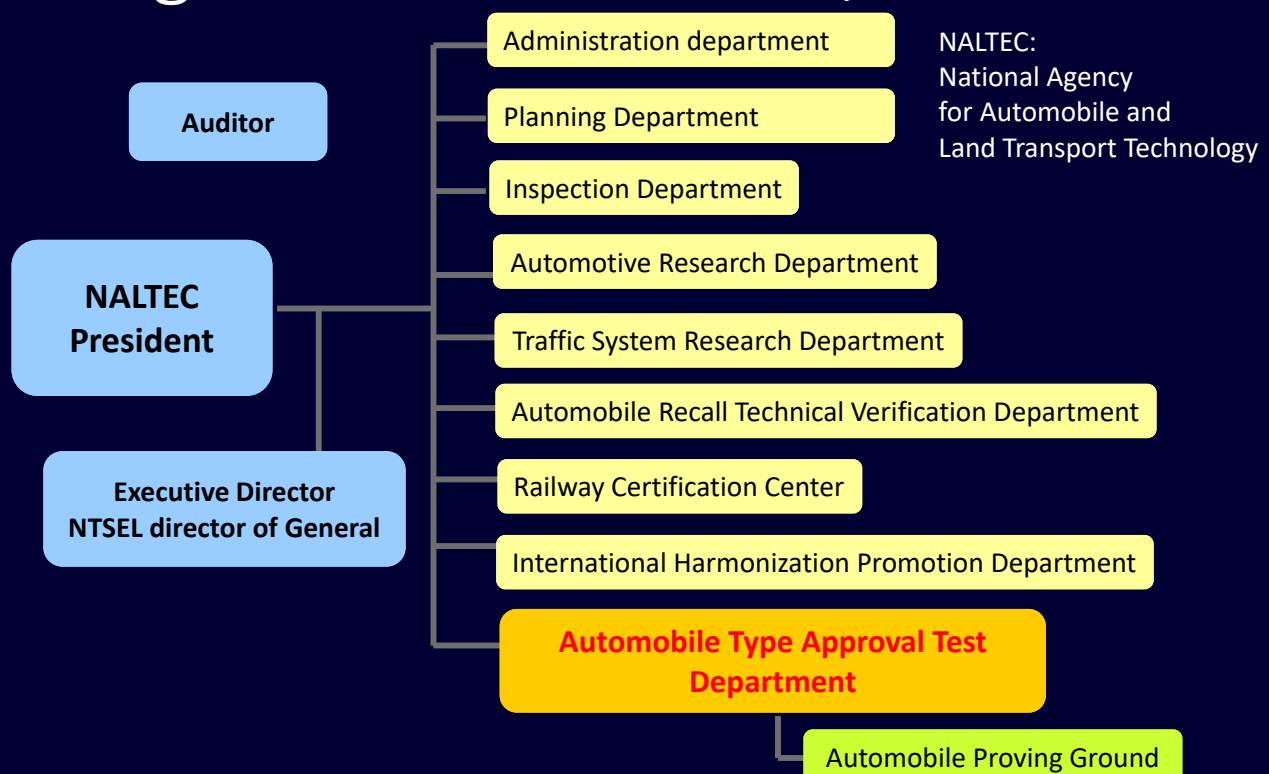 Administration department
NALTEC:
National Agency
for Automobile and
Land Transport Technology
Auditor
Planning Department
Inspection Department
NALTEC
President
Automotive Research Department
Traffic System Research Department
Automobile Recall Technical Verification Department
Executive Director
NTSEL director of General
Railway Certification Center
International Harmonization Promotion Department
Automobile Type Approval Test
Department
Automobile Proving Ground